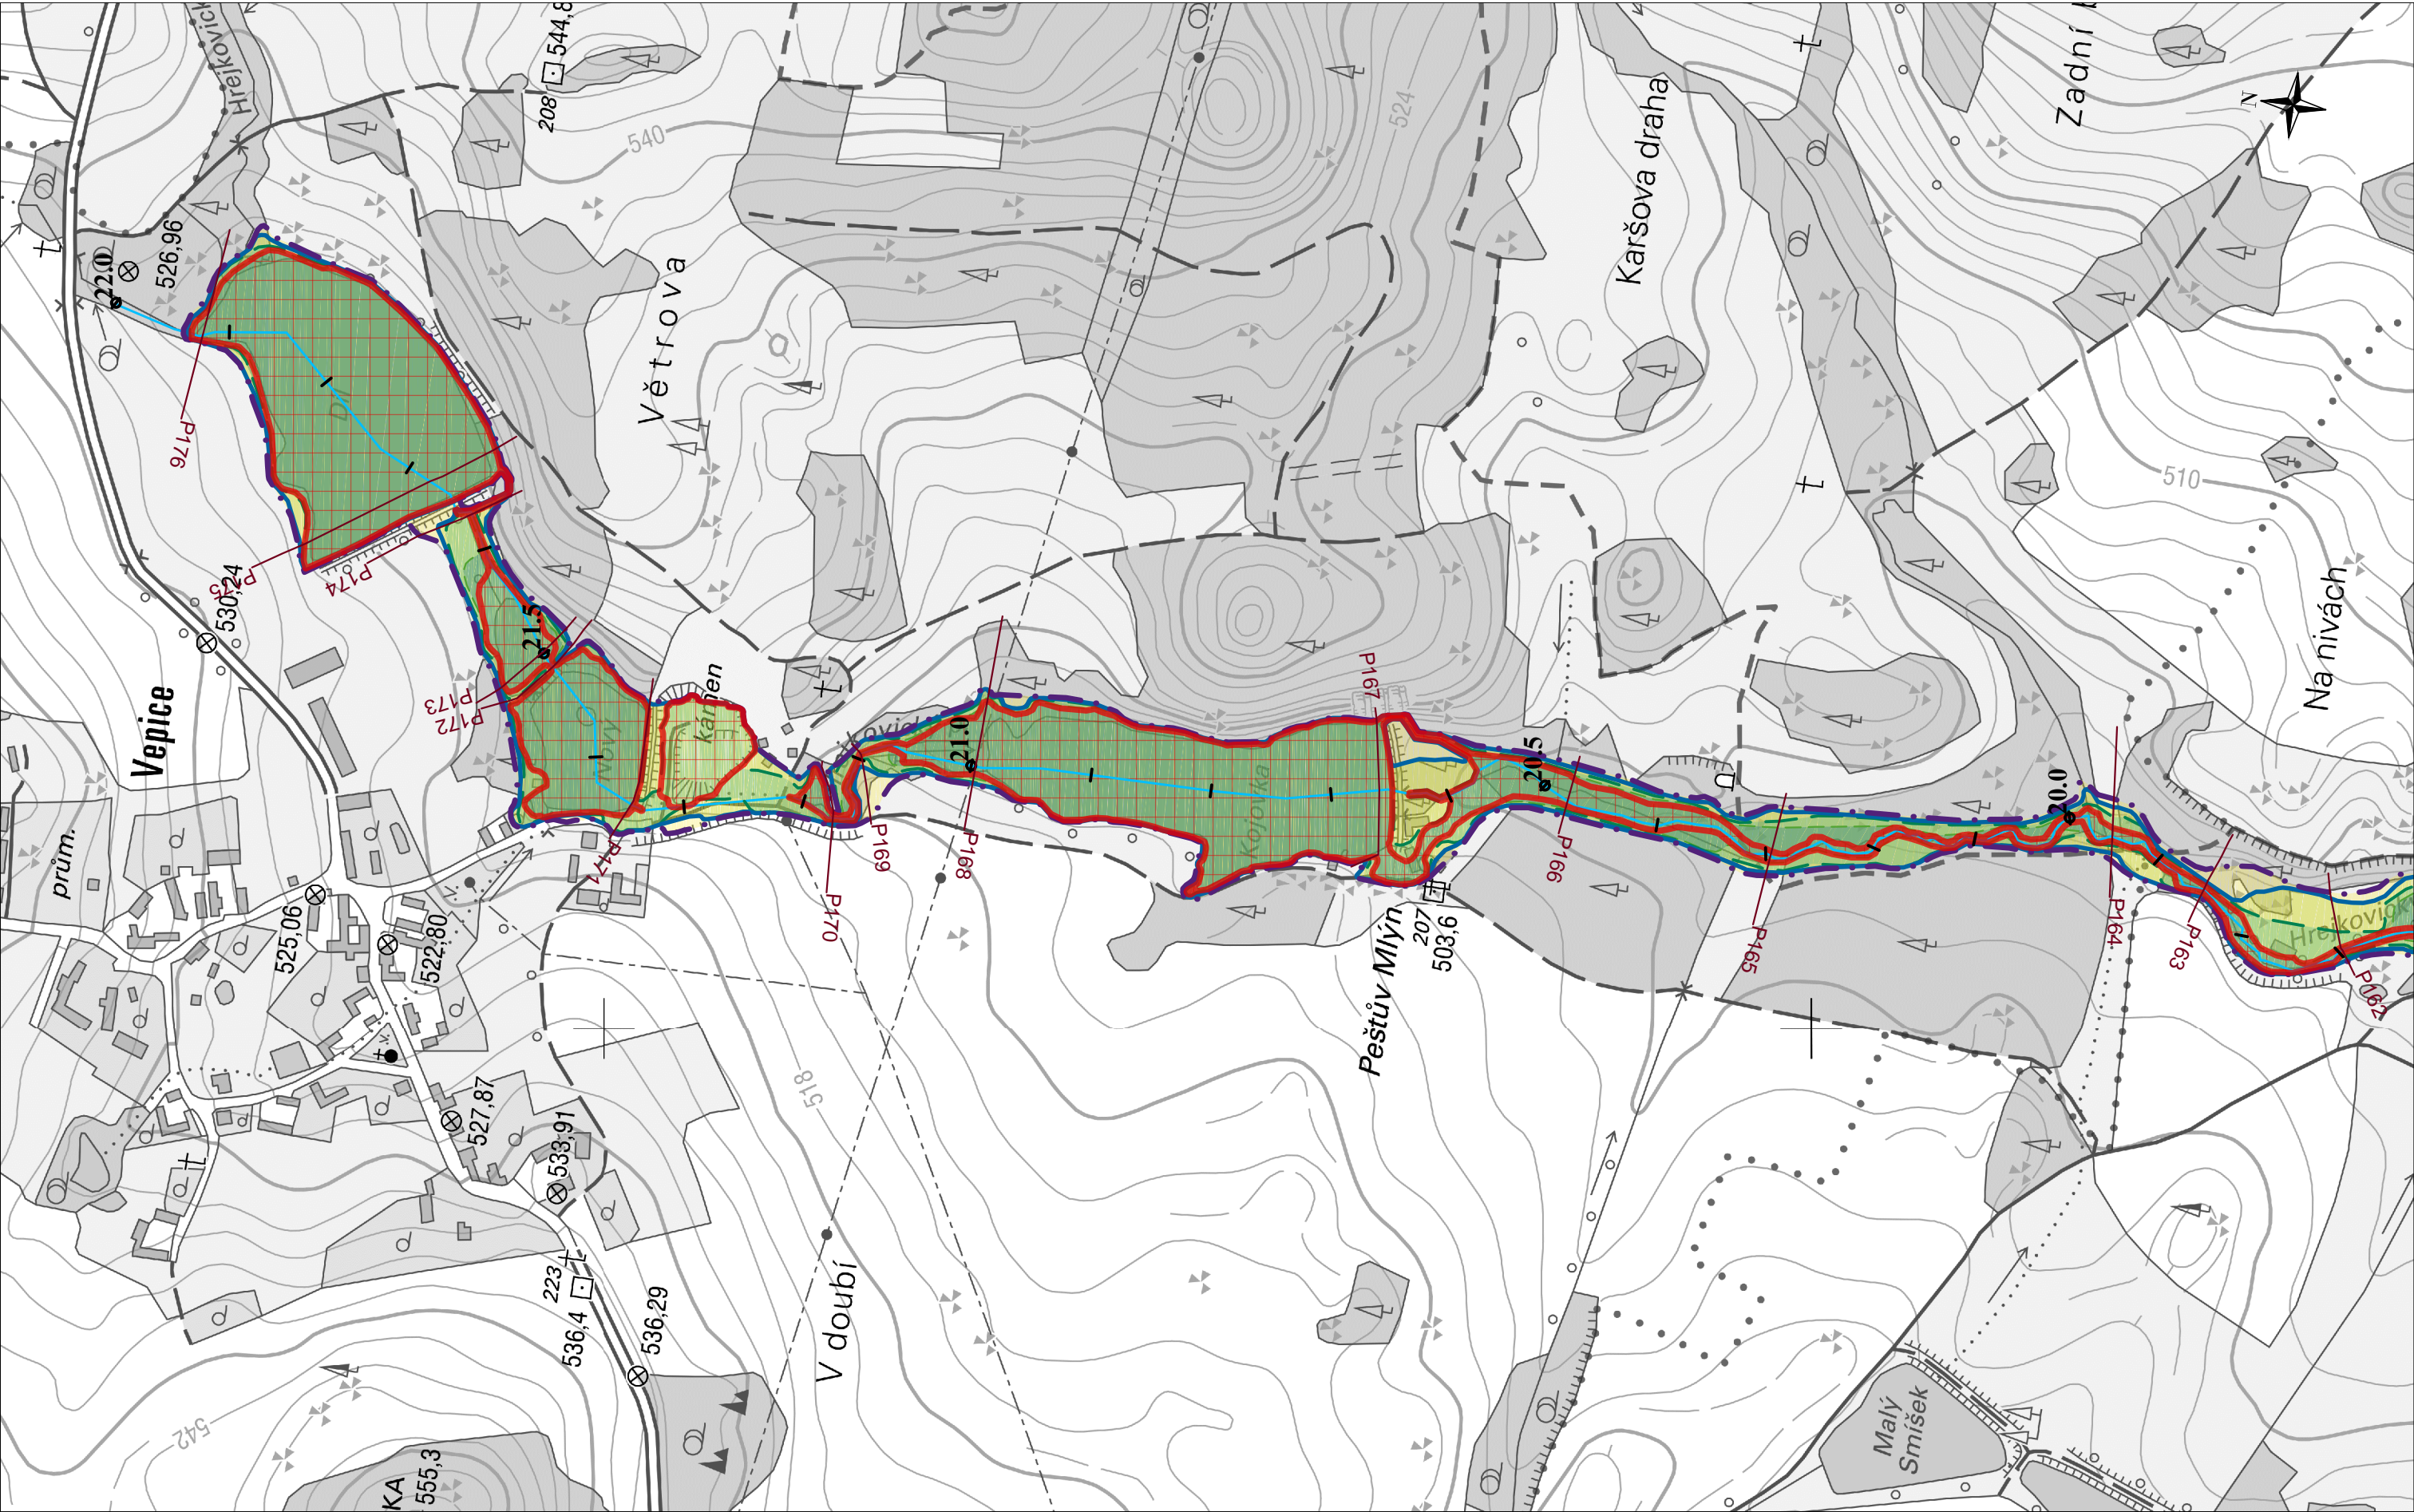 Hrejkovick
544,8
208
540
524
Karšova draha
Zadní
N
22.0
526,96
Větrova
P176
510
P175
P174
530,24
21.5
Na nivách
Vepice
P173
P172
Nový
kámen
21.0
P167
Kojovka
20.5
20.0
prům.
P171
P169
P168
P170
P166
P165
P164
P163
P162
Hrejkovick
525,06
522,80
v.
Peštův Mlýn
207
503,6
v.
527,87
533,91
518
223
536,4
536,29
V doubí
542
KA
555,3
Malý
Smíšek